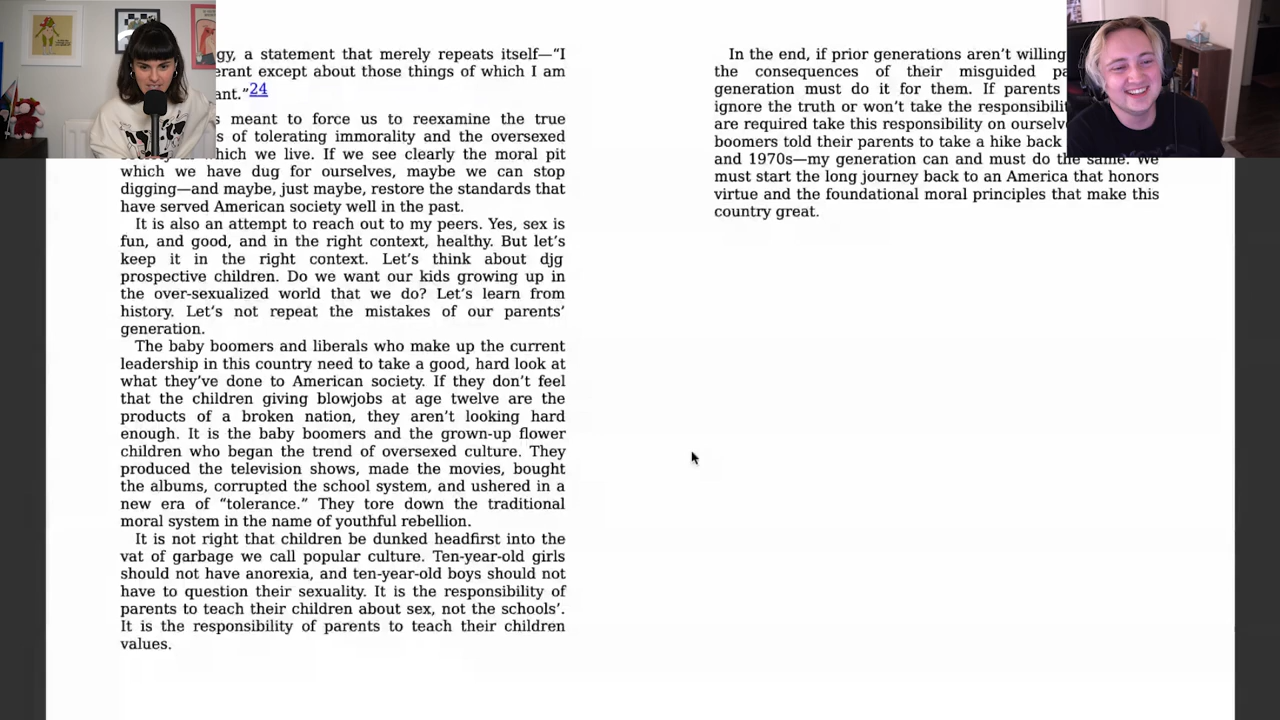 gy, a statement that merely repeats itself—“I
erant except about those things of which I am
ant.”24
s meant to force us to reexamine the true
s of tolerating immorality and the oversexed
which we live. If we see clearly the moral pit
which we have dug for ourselves, maybe we can stop
digging—and maybe, just maybe, restore the standards that
have served American society well in the past.
It is also an attempt to reach out to my peers. Yes, sex is
fun, and good, and in the right context, healthy. But let’s
keep it in the right context. Let’s think about djg
prospective children. Do we want our kids growing up in
the over-sexualized world that we do? Let’s learn from
history. Let’s not repeat the mistakes of our parents’
generation.
The baby boomers and liberals who make up the current
leadership in this country need to take a good, hard look at
what they’ve done to American society. If they don’t feel
that the children giving blowjobs at age twelve are the
products of a broken nation, they aren’t looking hard
enough. It is the baby boomers and the grown-up flower
children who began the trend of oversexed culture. They
produced the television shows, made the movies, bought
the albums, corrupted the school system, and ushered in a
new era of “tolerance.” They tore down the traditional
moral system in the name of youthful rebellion.
It is not right that children be dunked headfirst into the
vat of garbage we call popular culture. Ten-year-old girls
should not have anorexia, and ten-year-old boys should not
have to question their sexuality. It is the responsibility of
parents to teach their children about sex, not the schools’.
It is the responsibility of parents to teach their children
values.
In the end, if prior generations aren’t willing
the consequences of their misguided pa
generation must do it for them. If parents
ignore the truth or won’t take the responsibilit
are required take this responsibility on ourselve
boomers told their parents to take a hike back
and 1970s—my generation can and must do the same. We
must start the long journey back to an America that honors
virtue and the foundational moral principles that make this
country great.